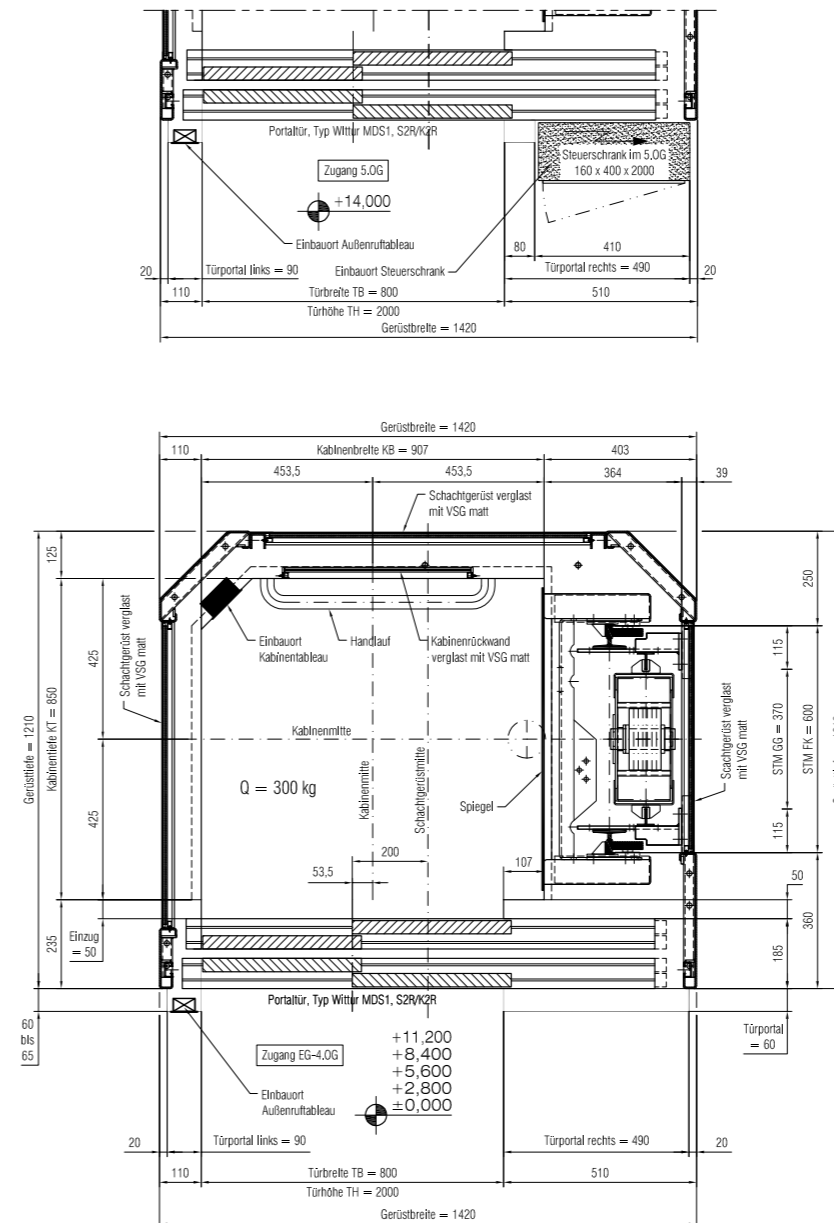 Portaltür, Typ Wittur MDS1, S2R/K2R
Steuerschrank im 5.OG
160 x 400 x 2000
Zugang 5.OG
+14,000
Einbauort Außenruftableau
80
410
20
Türportal links = 90
Einbauort Steuerschrank
Türportal rechts = 490
20
110
Türbreite TB = 800
510
Türhöhe TH = 2000
Gerüstbreite = 1420
Gerüstbreite = 1420
110
Kabinenbreite KB = 907
403
453,5
453,5
364
39
Schachtgerüst verglast
mit VSG matt
125
250
Einbauort
Kabinentableau
Handlauf
Kabinenrückwand
verglast mit VSG matt
Schachtgerüst verglast
mit VSG matt
425
115
Gerüsttiefe = 1210
Kabinentiefe KT = 850
Kabinenmitte
STM GG = 370
STM FK = 600
Scachtgerüst verglast
mit VSG matt
Q = 300 kg
Kabinenmitte
Schachtgerüstmitte
Spiegel
425
115
200
53,5
107
50
235
Einzug
= 50
360
185
Portaltür, Typ Wittur MDS1, S2R/K2R
60
bis
65
Türportal
= 60
Zugang EG-4.OG
+11,200
+8,400
+5,600
+2,800
±0,000
Einbauort
Außenruftableau
20
Türportal links = 90
Türportal rechts = 490
20
110
Türbreite TB = 800
510
Türhöhe TH = 2000
Gerüstbreite = 1420